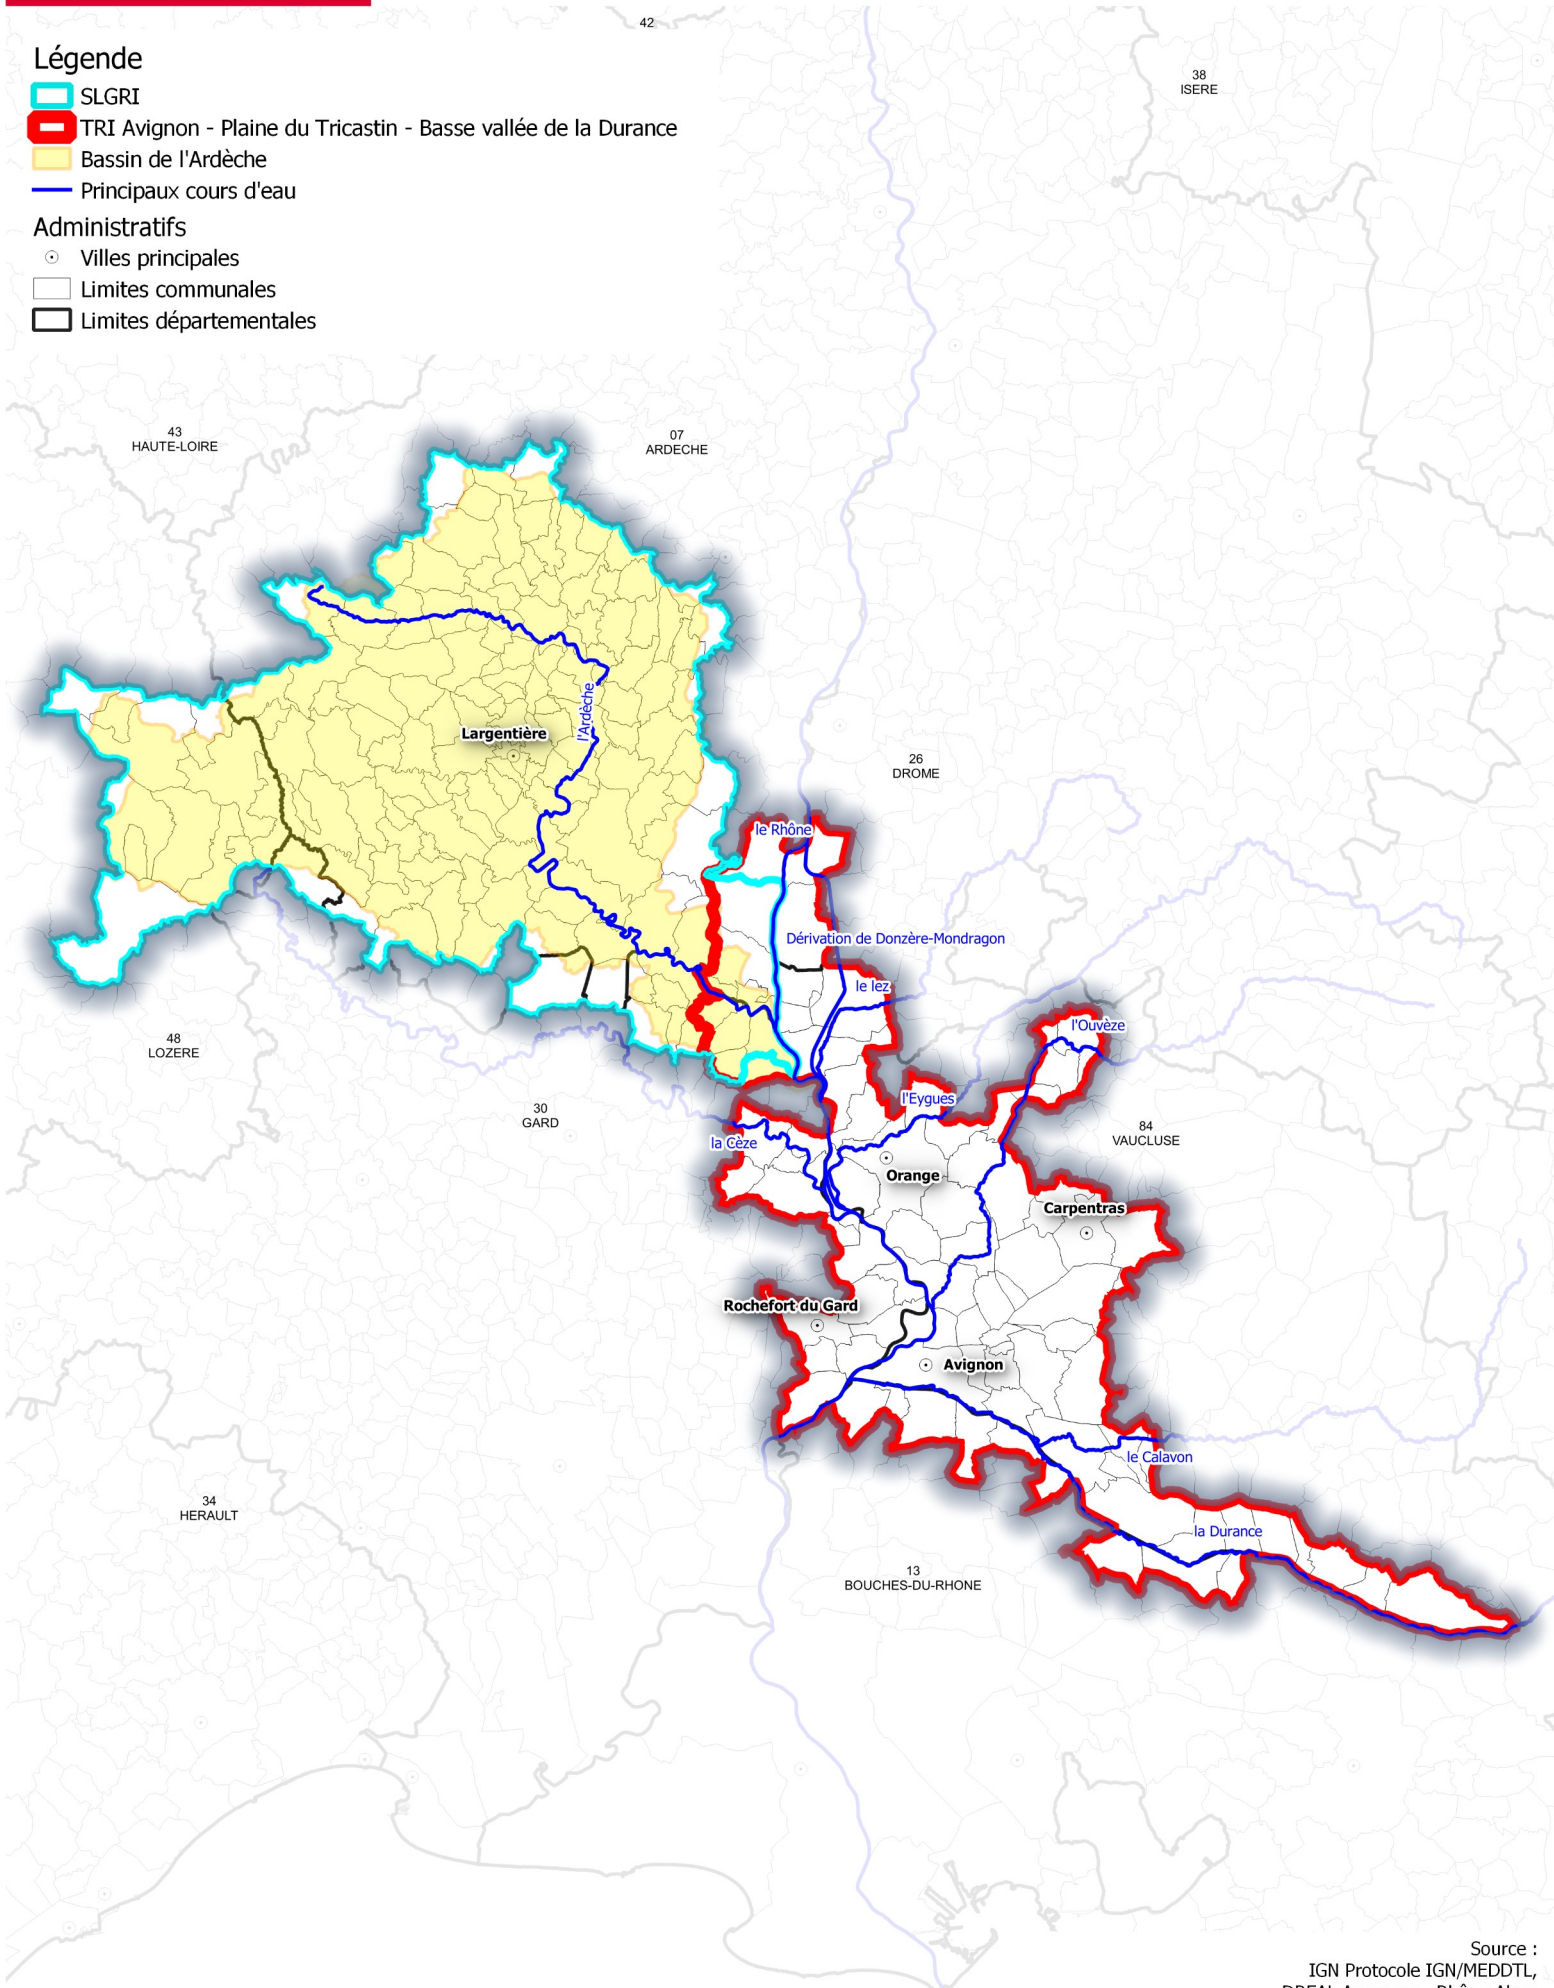 42
Légende
SLGRI
TRI Avignon - Plaine du Tricastin - Basse vallée de la Durance
Bassin de l'Ardèche
Principaux cours d'eau
Administratifs
Villes principales
Limites communales
Limites départementales
38
ISERE
43
HAUTE-LOIRE
07
ARDECHE
l'Ardèche
Largentière
26
DROME
le Rhône
Dérivation de Donzère-Mondragon
le lez
l'Ouvèze
48
LOZERE
l'Eygues
30
GARD
84
VAUCLUSE
la Cèze
Orange
Carpentras
Rochefort du Gard
Avignon
le Calavon
34
HERAULT
la Durance
13
BOUCHES-DU-RHONE
Source :
IGN Protocole IGN/MEDDTL,